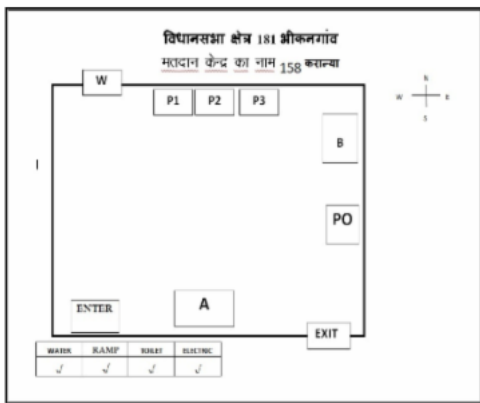 विधानसभा क्षेत्र 181 भीकनगांव
मतदान केन्द्र का नाम 158 करान्या
W
P1 P2 P3
N
W E
S
B
PO
A
ENTER
EXIT
WATER RAMP TOILET ELECTRIC
√ √ √ √